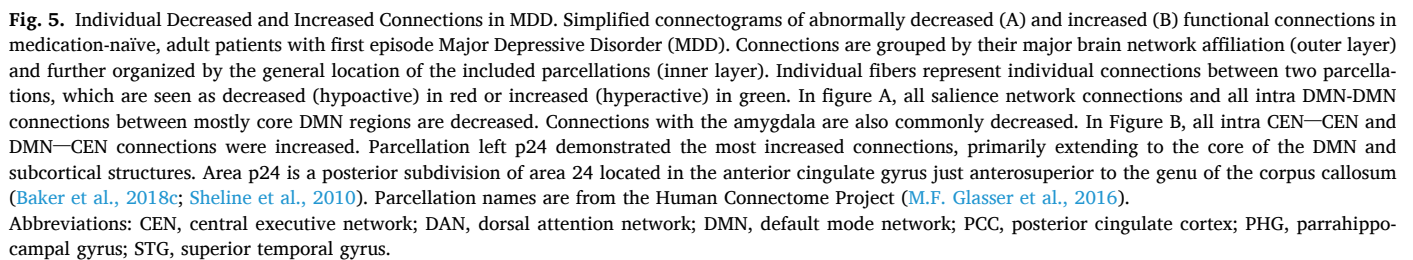 Fig. 5. Individual Decreased and Increased Connections in MDD. Simplified connectograms of abnormally decreased (A) and increased (B) functional connections in
medication-naïve, adult patients with first episode Major Depressive Disorder (MDD). Connections are grouped by their major brain network affiliation (outer layer)
and further organized by the general location of the included parcellations (inner layer). Individual fibers represent individual connections between two parcella-
tions, which are seen as decreased (hypoactive) in red or increased (hyperactive) in green. In figure A, all salience network connections and all intra DMN-DMN
connections between mostly core DMN regions are decreased. Connections with the amygdala are also commonly decreased. In Figure B, all intra CEN—CEN and
DMN—CEN connections were increased. Parcellation left p24 demonstrated the most increased connections, primarily extending to the core of the DMN and
subcortical structures. Area p24 is a posterior subdivision of area 24 located in the anterior cingulate gyrus just anterosuperior to the genu of the corpus callosum
(Baker et al., 2018c; Sheline et al., 2010). Parcellation names are from the Human Connectome Project (M.F. Glasser et al., 2016).
Abbreviations: CEN, central executive network; DAN, dorsal attention network; DMN, default mode network; PCC, posterior cingulate cortex; PHG, parrahippo-
campal gyrus; STG, superior temporal gyrus.